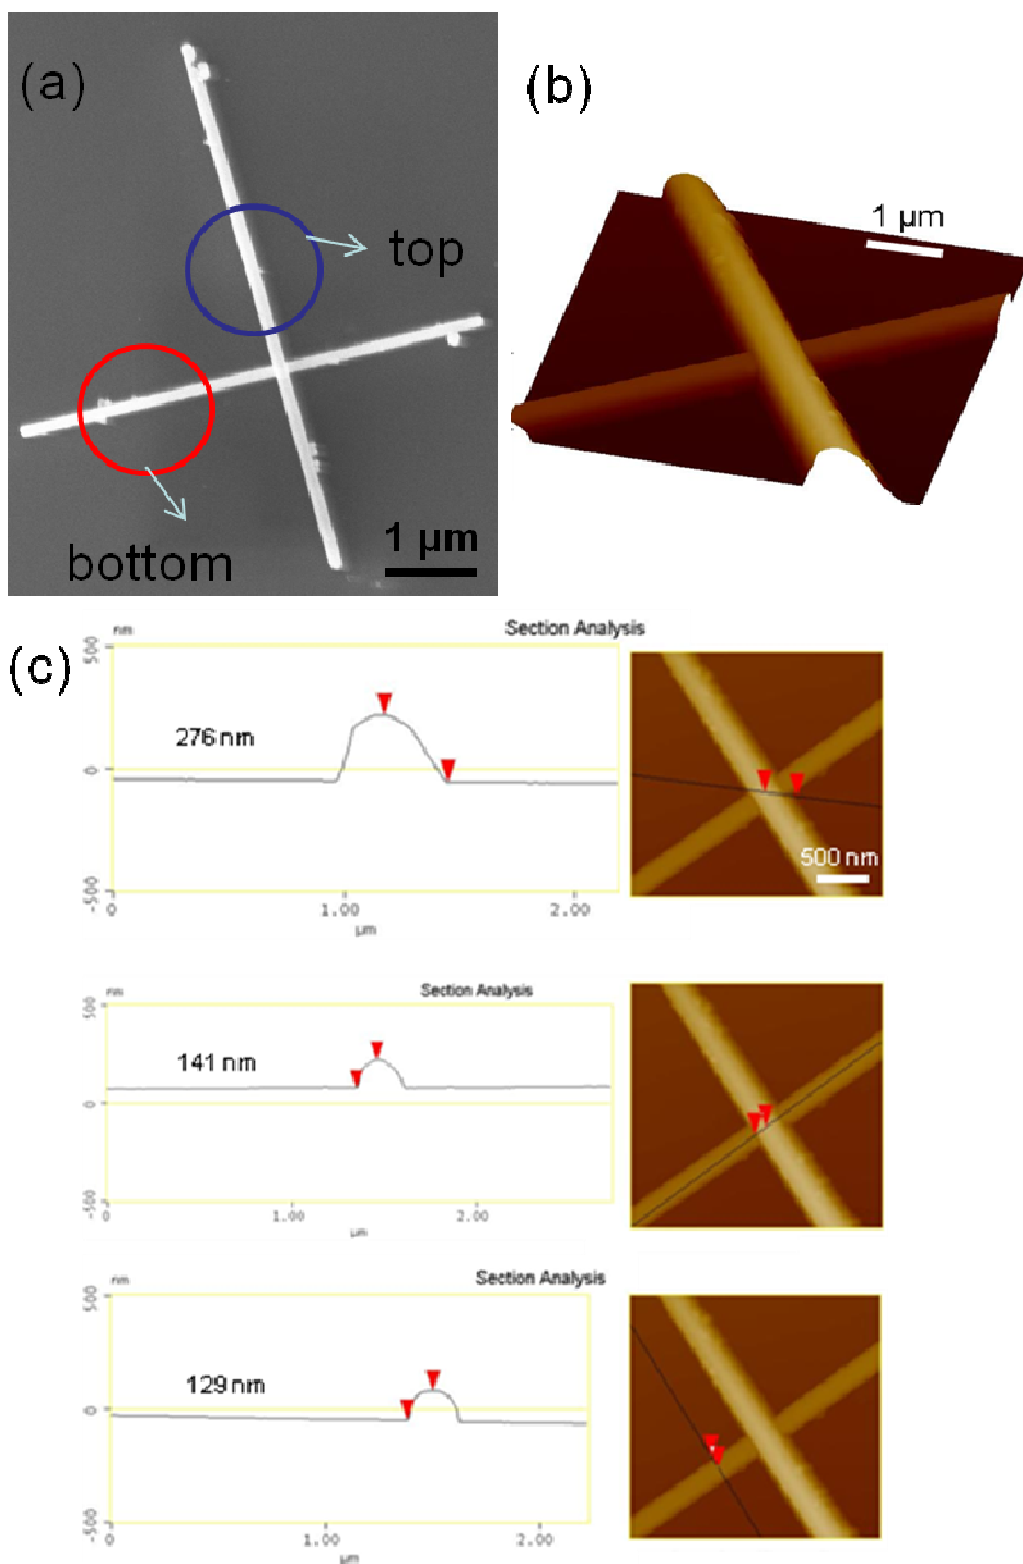 (a)
top
bottom
1 µm
(b)
1 µm
(c)
nm
Section Analysis
500
276 nm
0
-500
0
1.00
2.00
µm
500 nm
nm
Section Analysis
500
141 nm
0
-500
0
1.00
2.00
µm
nm
Section Analysis
500
129 nm
0
-500
0
1.00
2.00
µm